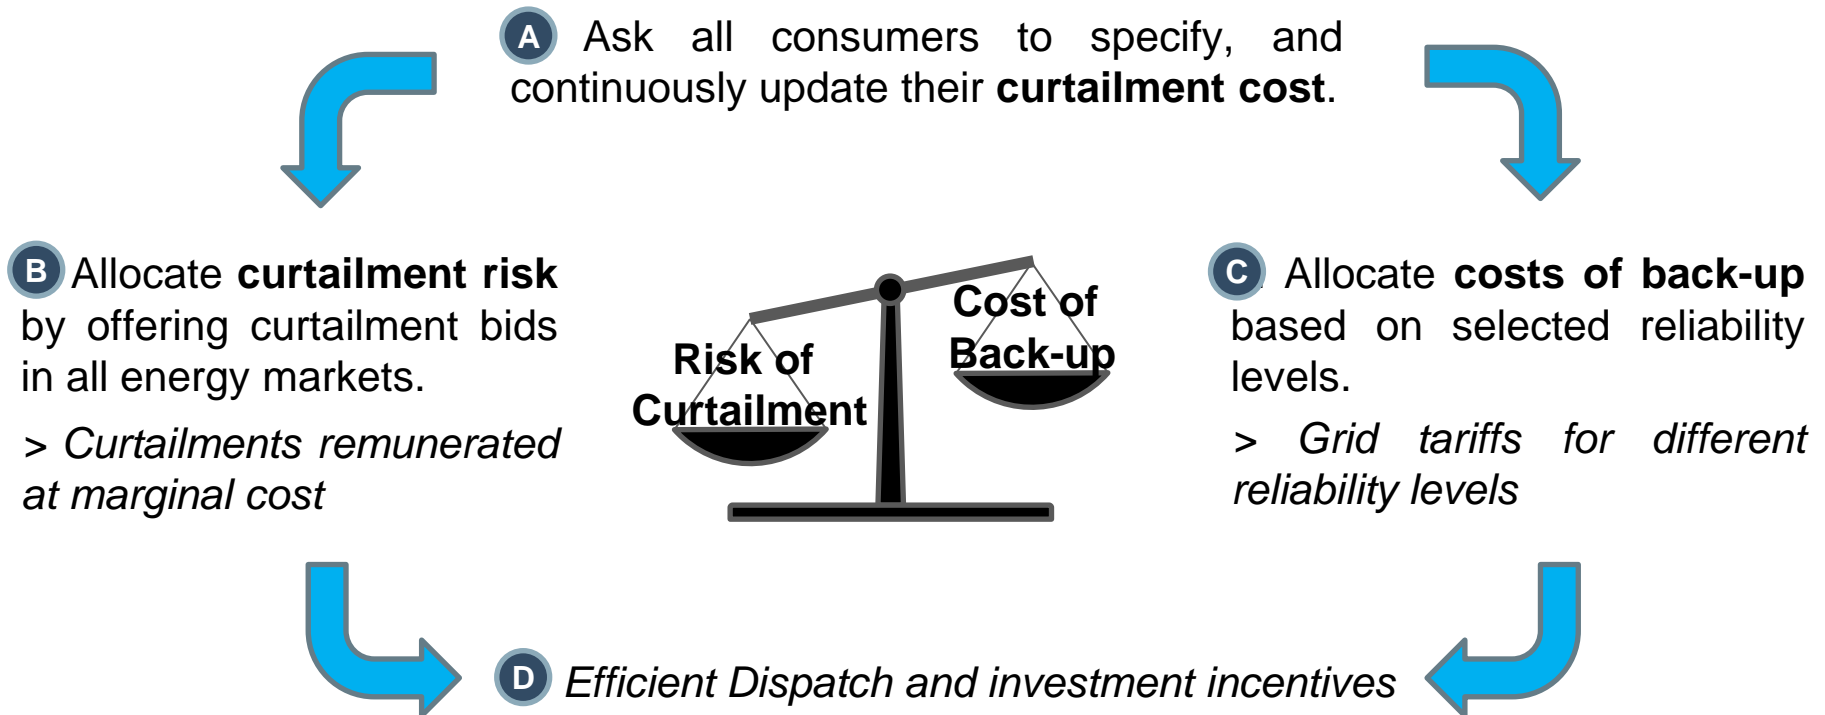 A Ask all consumers to specify, and
continuously update their curtailment cost.
B Allocate curtailment risk
by offering curtailment bids
in all energy markets.
> Curtailments remunerated
at marginal cost
Risk of
Curtailment
Cost of
Back-up
C Allocate costs of back-up
based on selected reliability
levels.
> Grid tariffs for different
reliability levels
D Efficient Dispatch and investment incentives